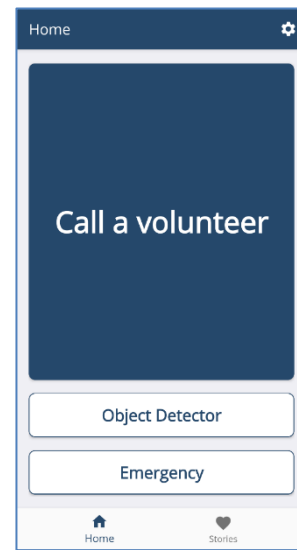 Home
Call a volunteer
Object Detector
Emergency
Home Stories